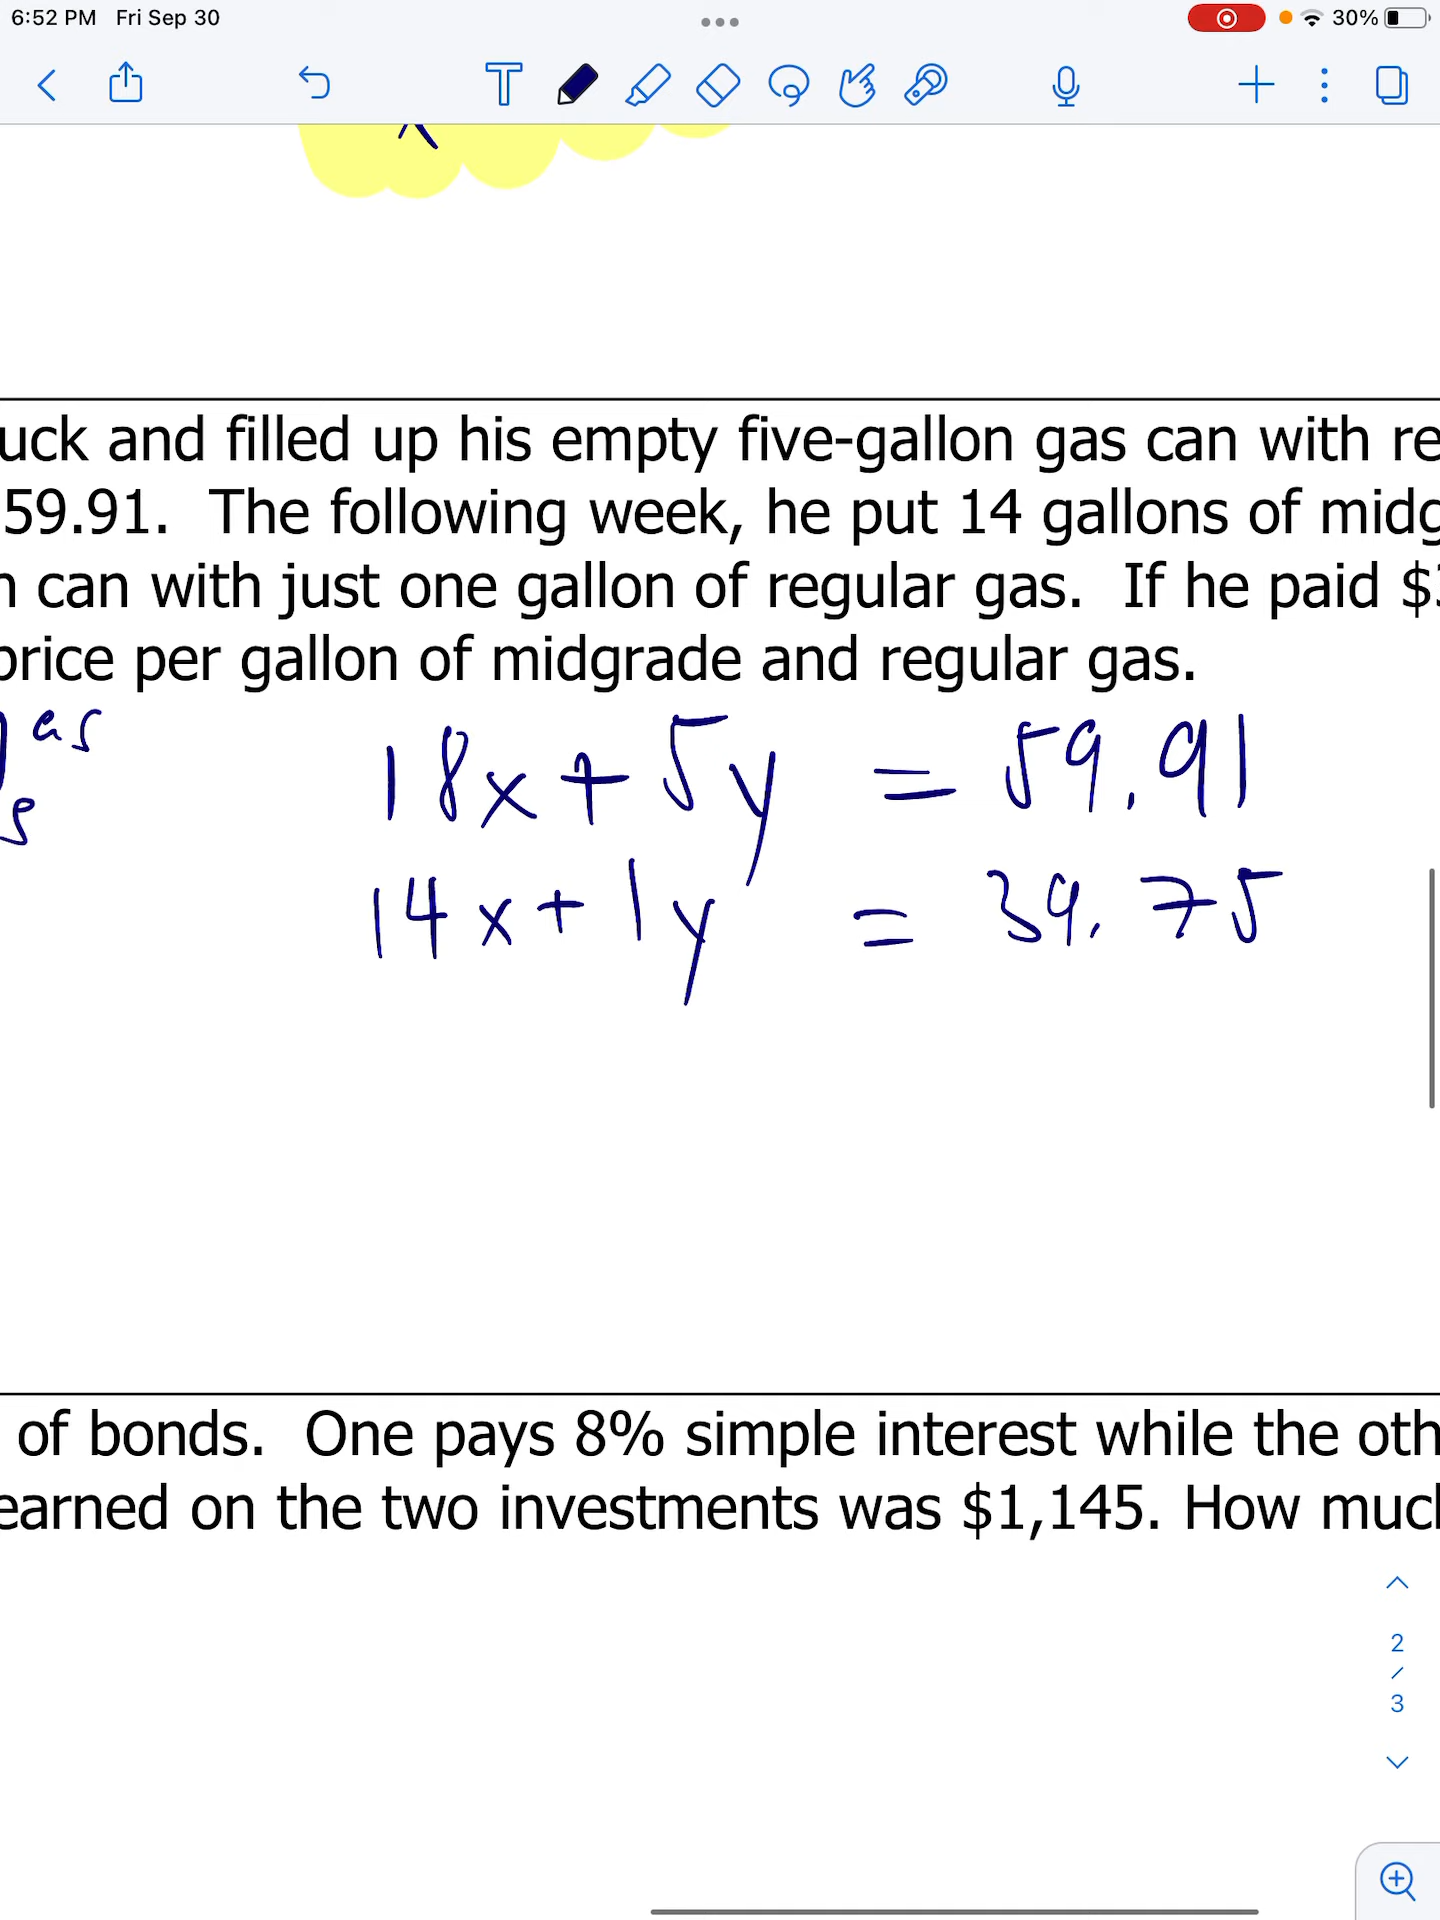 6:52 PM Fri Sep 30
30%
T
uck and filled up his empty five-gallon gas can with re
59.91. The following week, he put 14 gallons of midg
n can with just one gallon of regular gas. If he paid $3
price per gallon of midgrade and regular gas.
gas
s
18x + 5y = 59.91
14x + 1y = 39.75
of bonds. One pays 8% simple interest while the oth
earned on the two investments was $1,145. How much
2
/
3